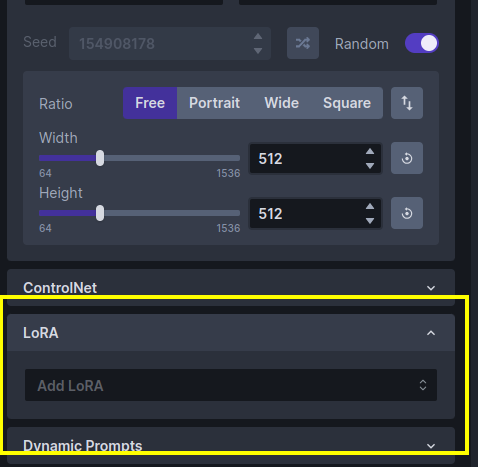 Seed 154908178 Random
Ratio Free Portrait Wide Square
Width
512
64 1536
Height
512
64 1536
ControlNet
LoRA
Add LoRA
Dynamic Prompts